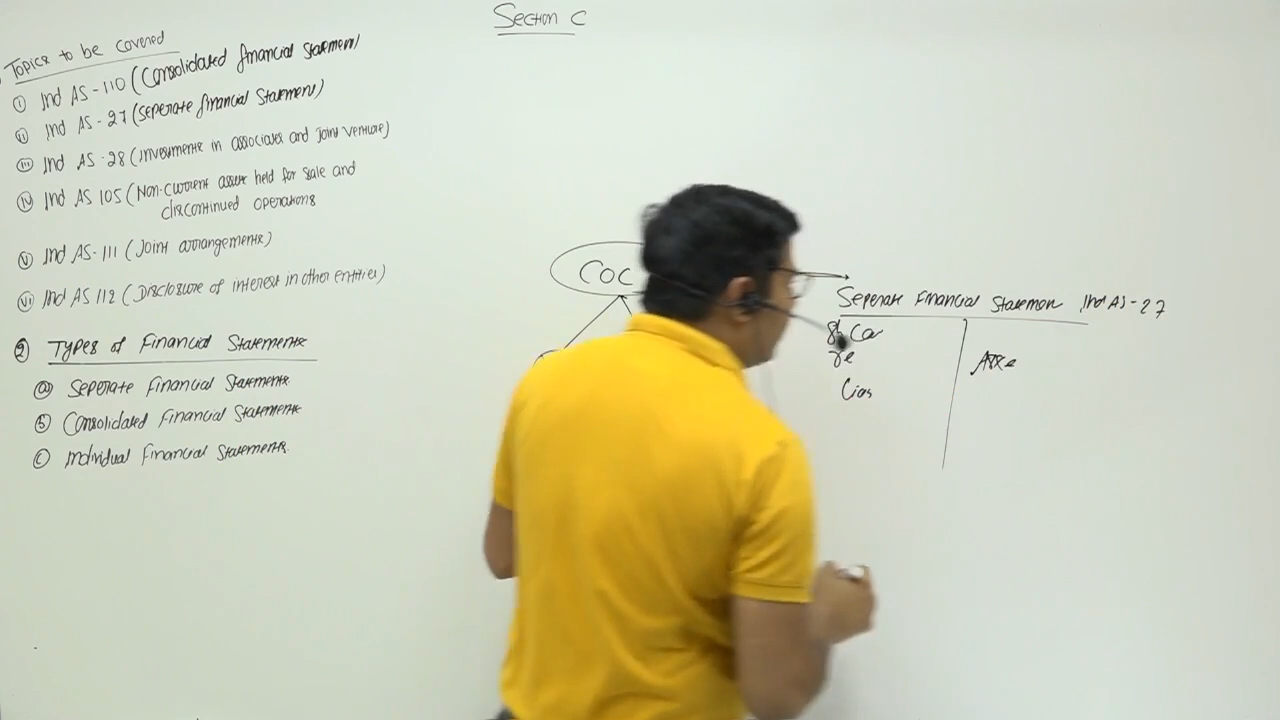 Section C
Topics to be covered
① Ind AS-110 (Consolidated financial Statement
② Ind AS-27 (Seperate financial Statement)
③ Ind AS-28 (Investments in associates and Joint Venture)
④ Ind AS 105 (Non-Current assets held for Sale and
discontinued operations
⑤ Ind AS-111 (Joint arrangements)
⑥ Ind AS 112 (Disclosure of interest in other entities)
② Types of Financial Statements
ⓐ Seperate Financial Statements
ⓑ Consolidated Financial Statements
ⓒ Individual Financial Statements.
COC
Seperate Financial Statement Ind AS-27